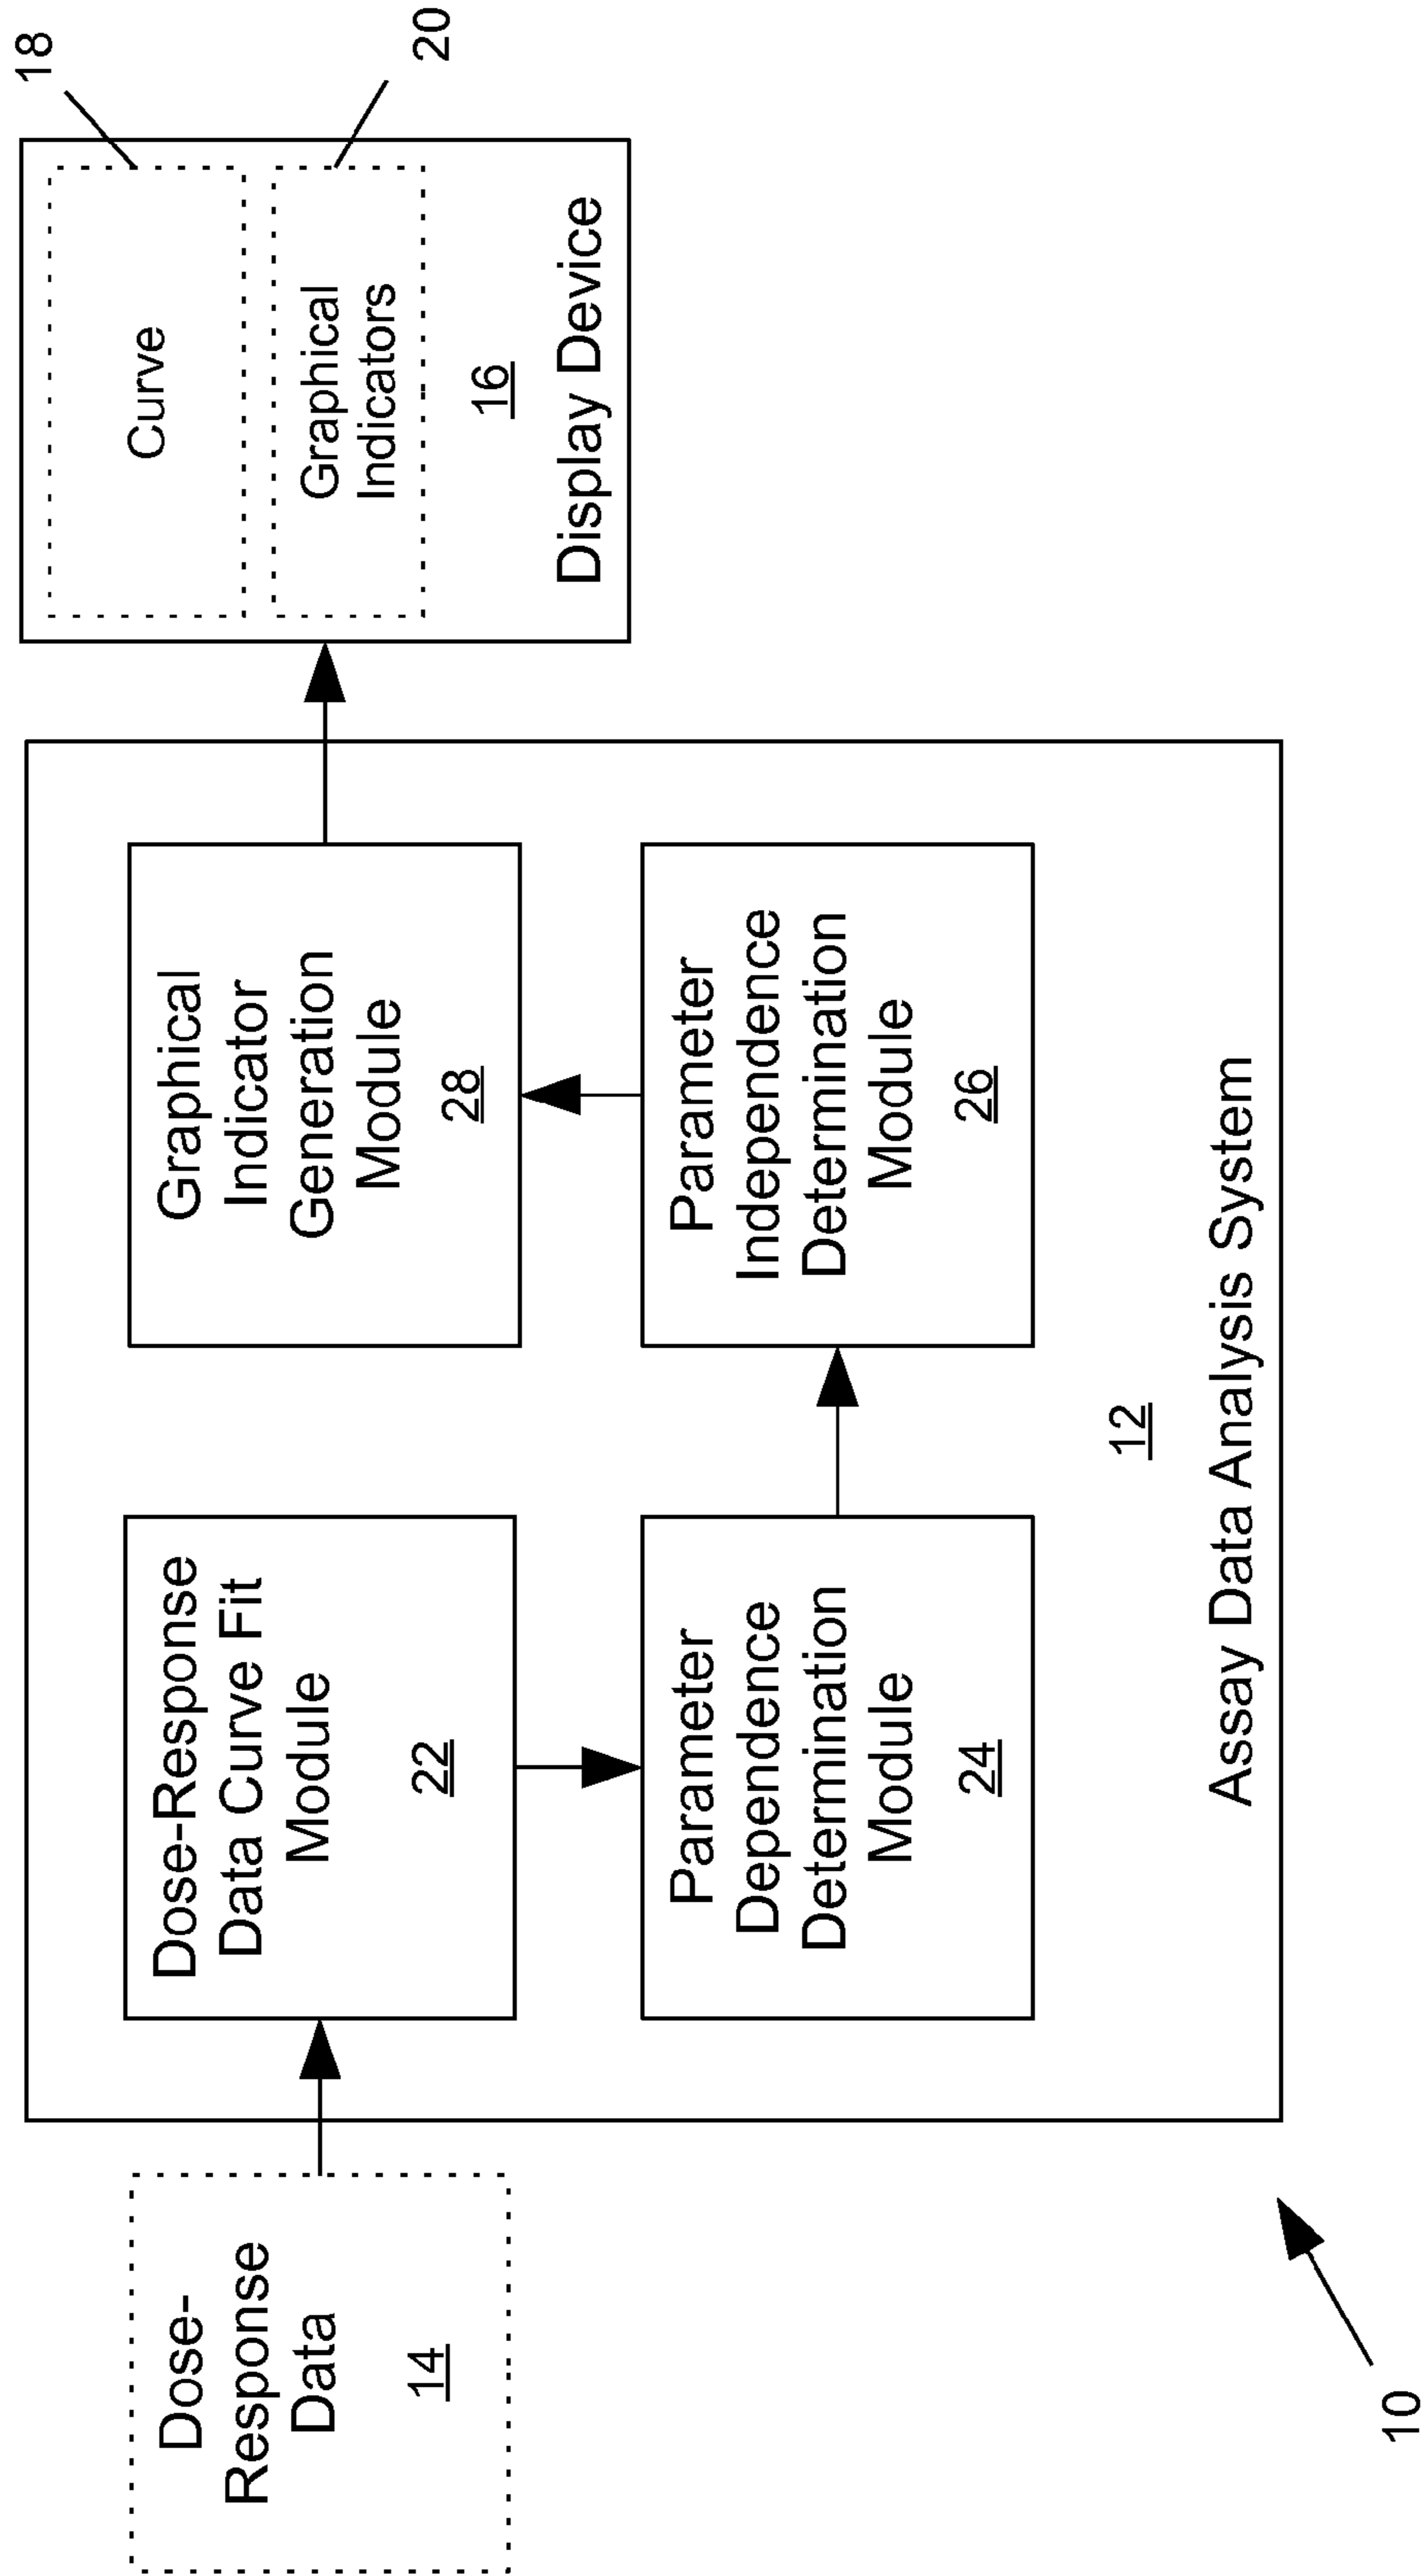 Dose-
Response
Data
14
Dose-Response
Data Curve Fit
Module
22
Parameter
Dependence
Determination
Module
24
Parameter
Independence
Determination
Module
26
Graphical
Indicator
Generation
Module
28
12
Assay Data Analysis System
Curve
Graphical
Indicators
16
Display Device
18
20
10